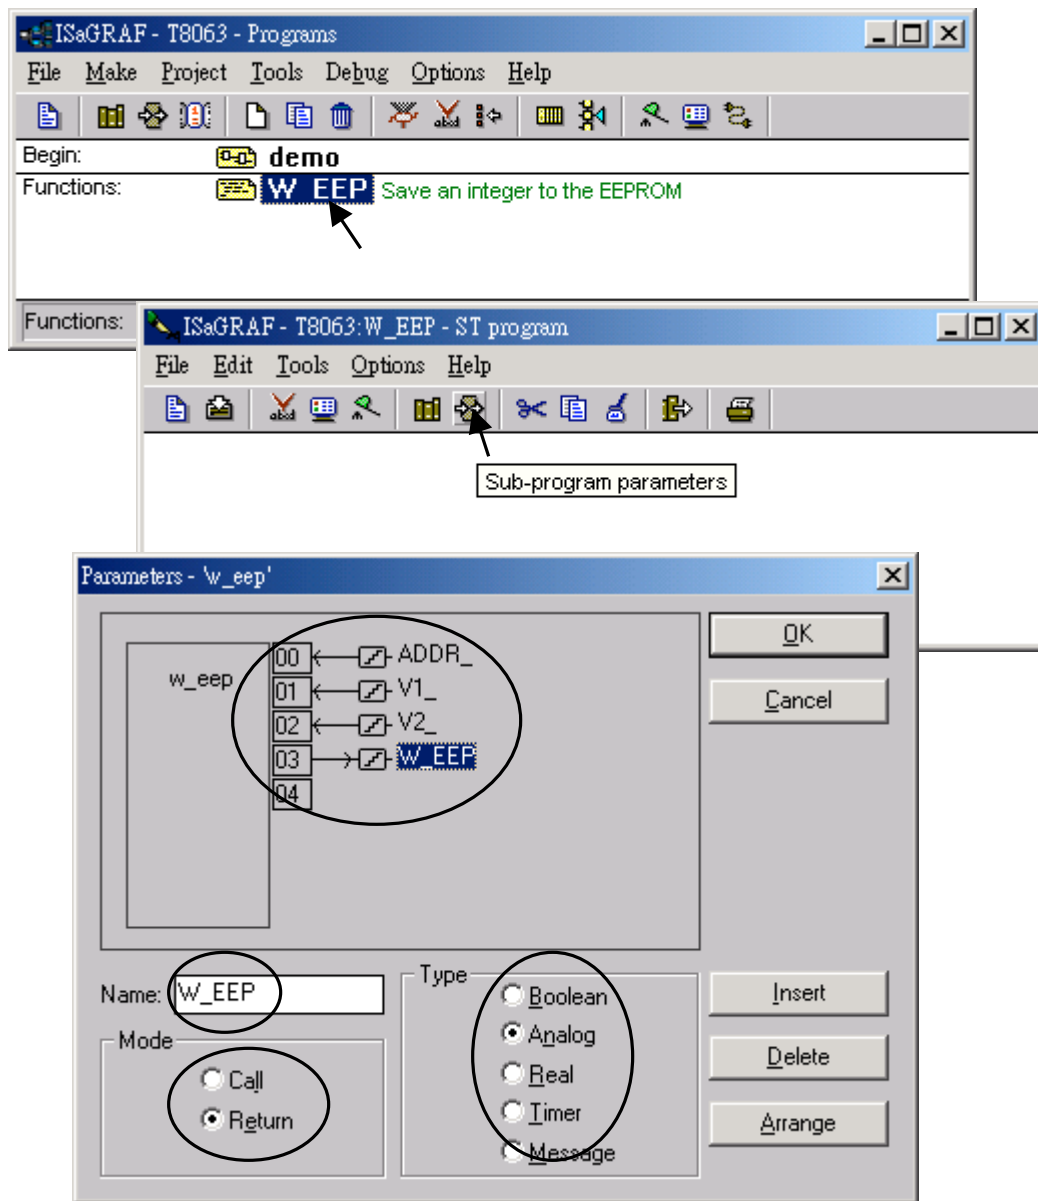 ISaGRAF - T8063 - Programs
File Make Project Tools Debug Options Help
Begin: demo
Functions: W_EEP Save an integer to the EEPROM
Functions:
ISaGRAF - T8063:W_EEP - ST program
File Edit Tools Options Help
Sub-program parameters
Parameters - 'w_eep'
w_eep
00 ADDR_
01 V1_
02 V2_
03 W_EEP
04
OK
Cancel
Name: W_EEP
Mode
Call
Return
Type
Boolean
Analog
Real
Timer
Message
Insert
Delete
Arrange